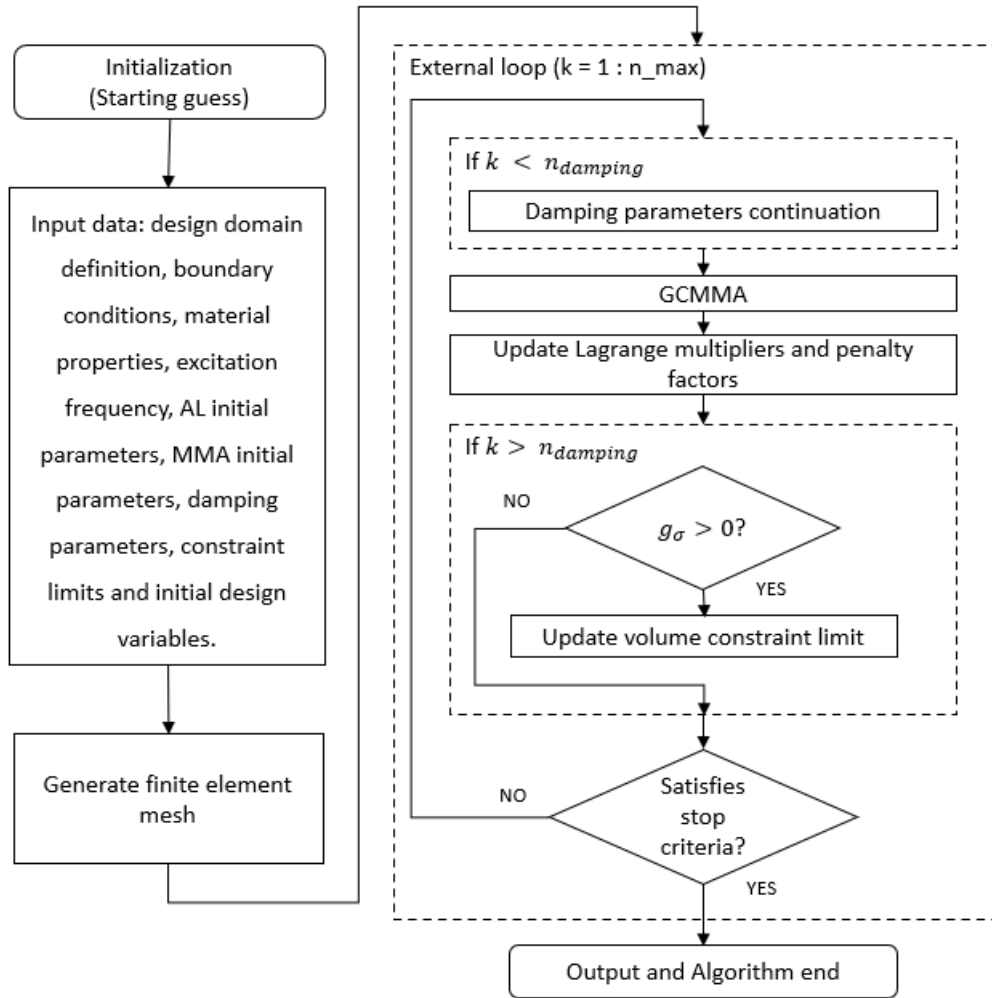 Initialization
(Starting guess)
Input data: design domain
definition, boundary
conditions, material
properties, excitation
frequency, AL initial
parameters, MMA initial
parameters, damping
parameters, constraint
limits and initial design
variables.
Generate finite element
mesh
External loop (k = 1 : n_max)
If k < n_damping
Damping parameters continuation
GCMMA
Update Lagrange multipliers and penalty
factors
If k > n_damping
NO
g_σ > 0?
YES
Update volume constraint limit
NO
Satisfies
stop
criteria?
YES
Output and Algorithm end